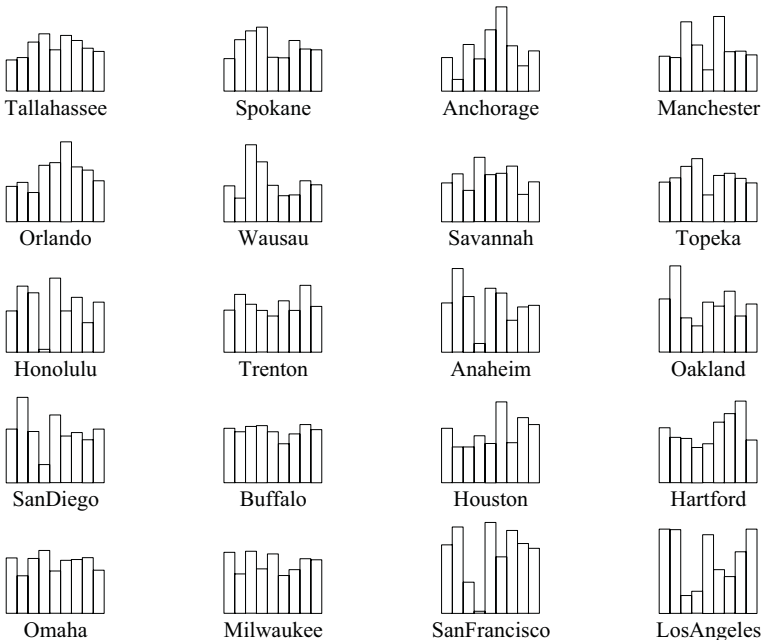 Tallahassee Spokane Anchorage Manchester
Orlando Wausau Savannah Topeka
Honolulu Trenton Anaheim Oakland
SanDiego Buffalo Houston Hartford
Omaha Milwaukee SanFrancisco LosAngeles